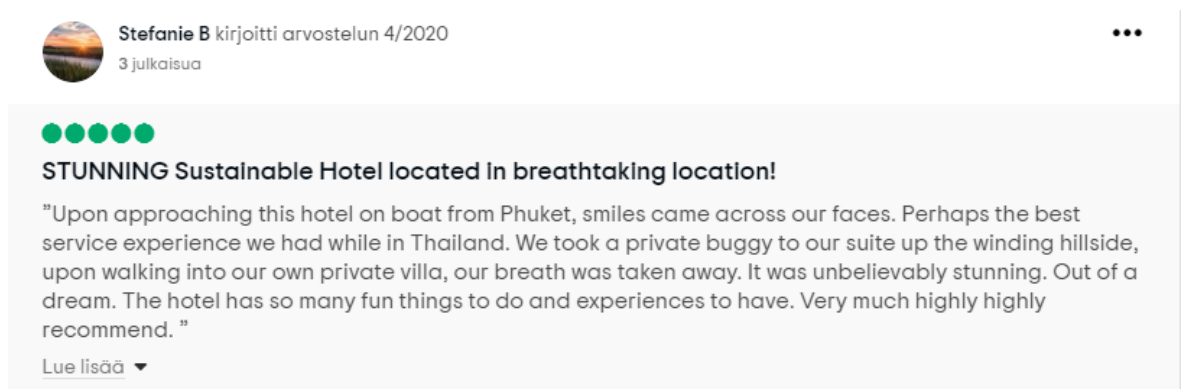 Stefanie B kirjoitti arvostelun 4/2020
3 julkaisua
STUNNING Sustainable Hotel located in breathtaking location!
”Upon approaching this hotel on boat from Phuket, smiles came across our faces. Perhaps the best
service experience we had while in Thailand. We took a private buggy to our suite up the winding hillside,
upon walking into our own private villa, our breath was taken away. It was unbelievably stunning. Out of a
dream. The hotel has so many fun things to do and experiences to have. Very much highly highly
recommend. ”
Lue lisää